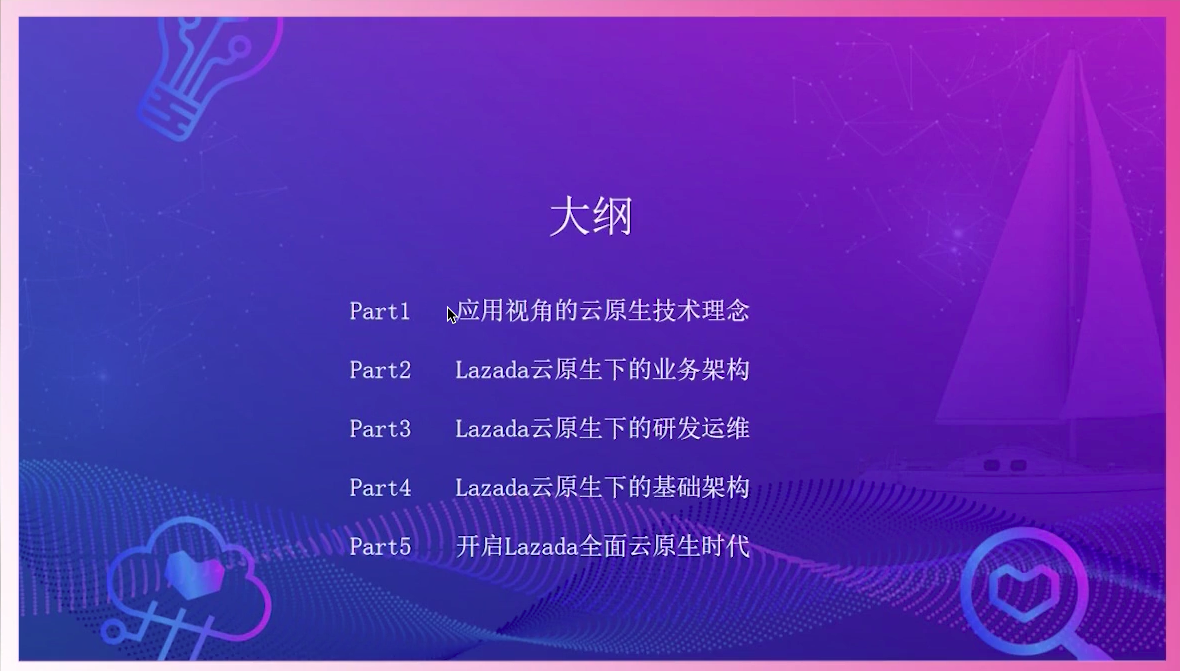 大纲
Part1 应用视角的云原生技术理念
Part2 Lazada云原生下的业务架构
Part3 Lazada云原生下的研发运维
Part4 Lazada云原生下的基础架构
Part5 开启Lazada全面云原生时代